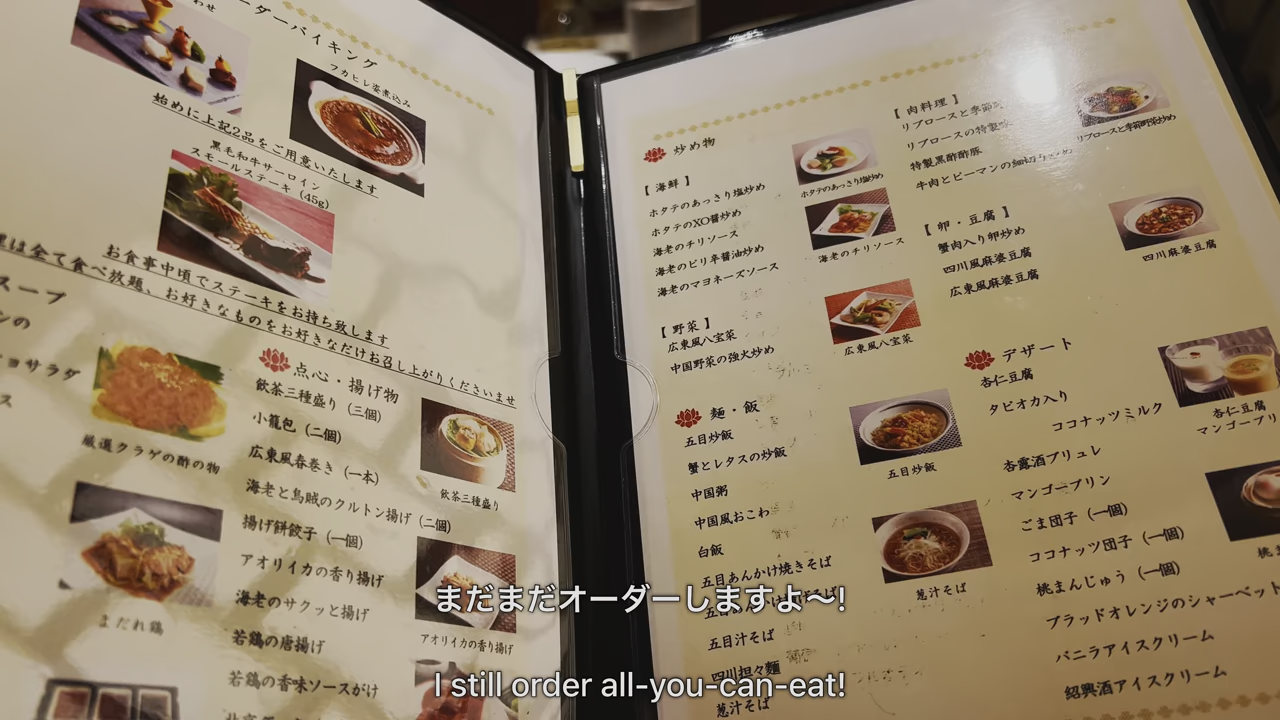 ーダーバイキング
フカヒレ姿煮込み
始めに上記2品をご用意いたします
黒毛和牛サーロイン
スモールステーキ (45g)
お食事中頃でステーキをお持ち致します
は全て食べ放題、お好きなものをお好きなだけお召し上がりくださいませ
スープ
サラダ
厳選クラゲの酢の物
点心・揚げ物
飲茶三種盛り (三個)
小籠包 (二個)
広東風春巻き (一本)
海老と烏賊のクルトン揚げ (二個)
揚げ餅餃子 (一個)
アオリイカの香り揚げ
海老のサクッと揚げ
若鶏の唐揚げ
若鶏の香味ソースがけ
飲茶三種盛り
アオリイカの香り揚げ
炒め物
【海鮮】
ホタテのあっさり塩炒め
ホタテのXO醤炒め
海老のチリソース
海老のピリ辛醤油炒め
海老のマヨネーズソース
ホタテのあっさり塩炒め
海老のチリソース
【野菜】
広東風八宝菜
中国野菜の強火炒め
広東風八宝菜
麺・飯
五目炒飯
蟹とレタスの炒飯
中国粥
中国風おこわ
白飯
五目あんかけ焼きそば
五目汁そば
四川担々麺
葱汁そば
五目炒飯
葱汁そば
【肉料理】
リブロースと季節
リブロースの特製
特製黒酢酢豚
牛肉とピーマンの細切り
リブロースと季節野菜炒め
【卵・豆腐】
蟹肉入り卵炒め
四川風麻婆豆腐
広東風麻婆豆腐
四川麻婆豆腐
デザート
杏仁豆腐
タピオカ入り
ココナッツミルク
杏露酒ブリュレ
マンゴープリン
ごま団子 (一個)
ココナッツ団子 (一個)
桃まんじゅう (一個)
ブラッドオレンジのシャーベット
バニラアイスクリーム
紹興酒アイスクリーム
杏仁豆腐
マンゴープリ
まだまだオーダーしますよ〜!
I still order all-you-can-eat!